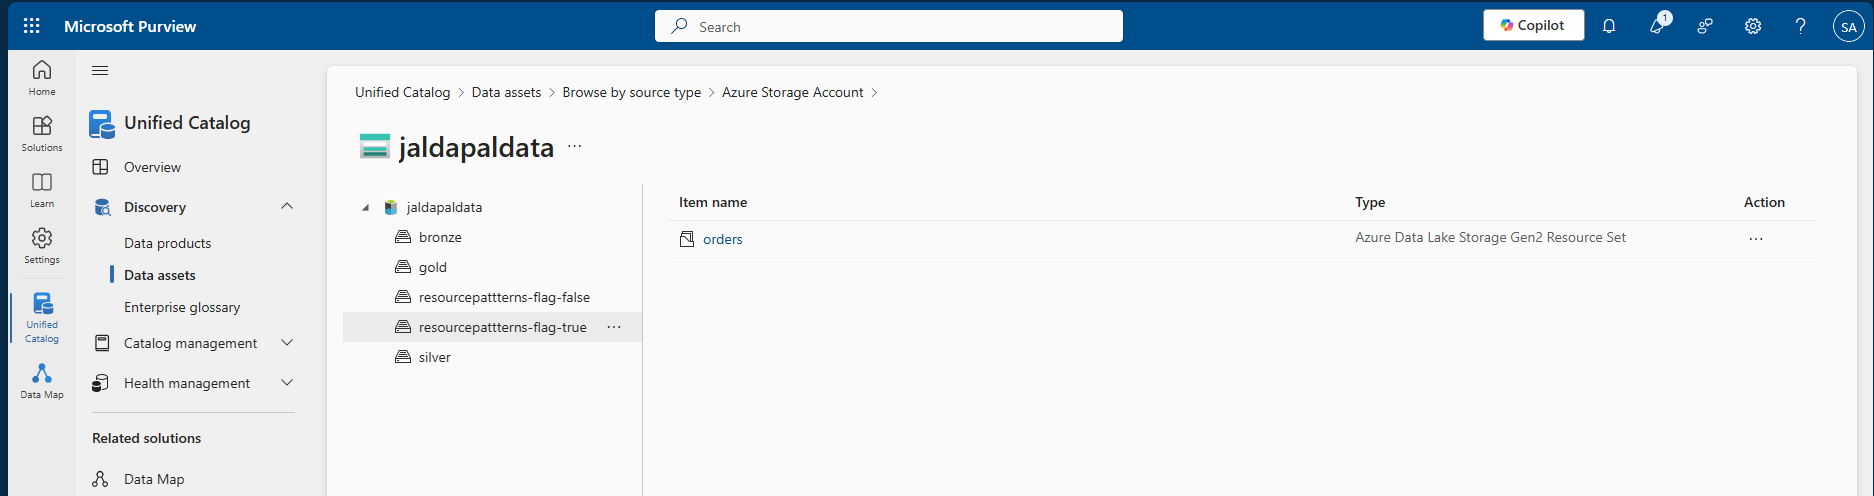 Microsoft Purview
Search
Copilot
1
SA
Home
Solutions
Learn
Settings
Unified
Catalog
Data Map
Unified Catalog
Overview
Discovery
Data products
Data assets
Enterprise glossary
Catalog management
Health management
Related solutions
Data Map
Unified Catalog > Data assets > Browse by source type > Azure Storage Account >
jaldapaldata ...
jaldapaldata
bronze
gold
resourcepattterns-flag-false
resourcepattterns-flag-true ...
silver
Item name Type Action
orders Azure Data Lake Storage Gen2 Resource Set ...